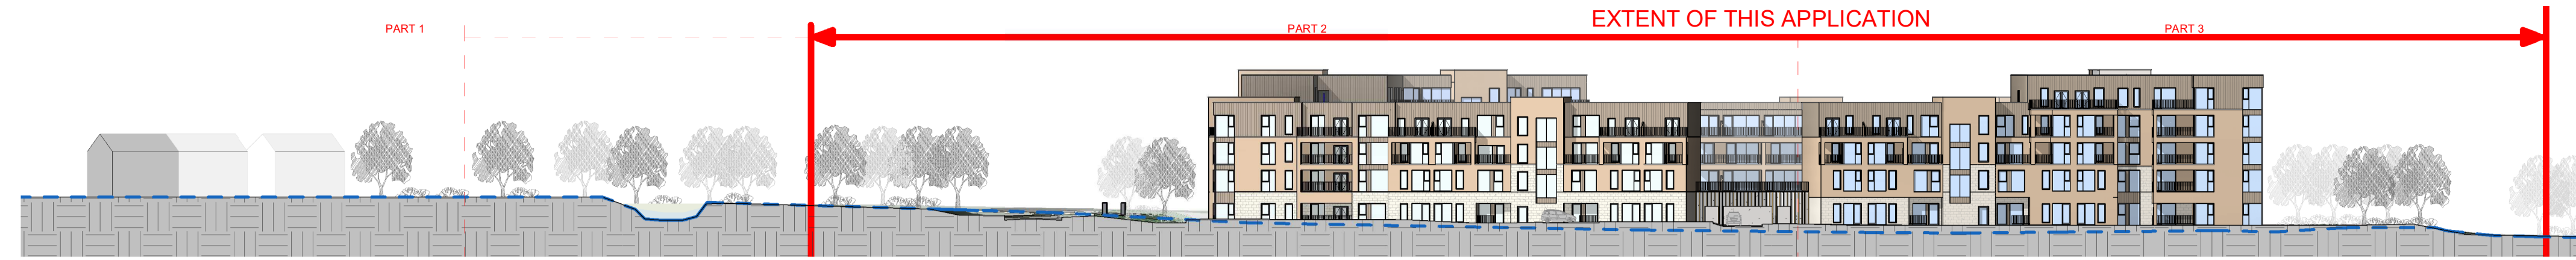 EXTENT OF THIS APPLICATION
PART 1
PART 2
PART 3